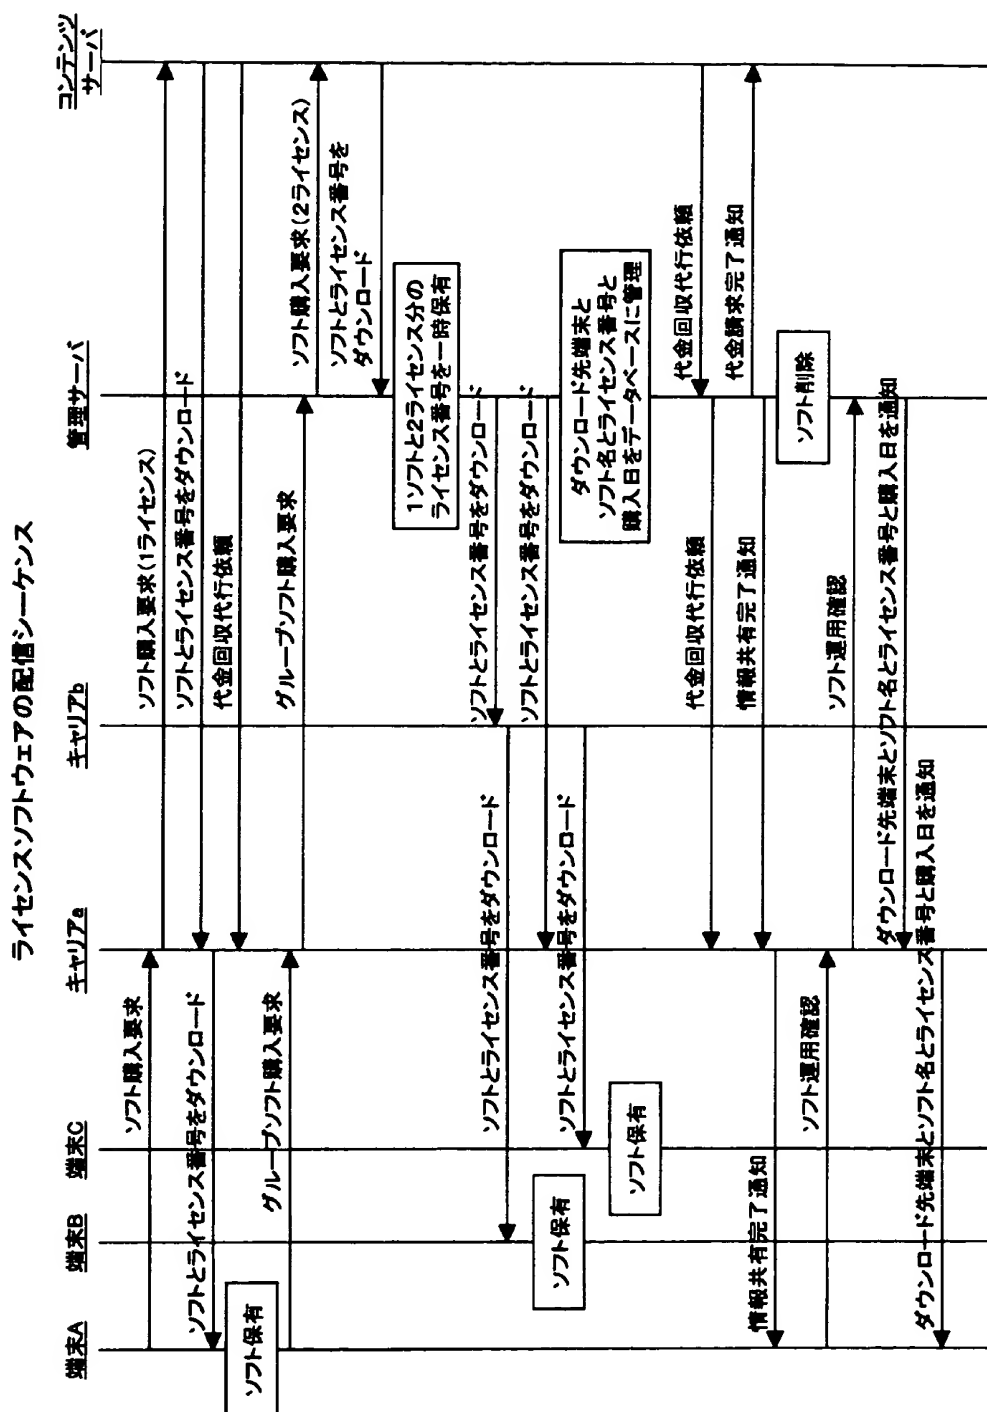 ライセンスソフトウェアの配信シーケンス
端末A
端末B
端末C
キャリアa
キャリアb
管理サーバ
コンテンツ
サーバ
ソフト購入要求
ソフト購入要求(1ライセンス)
ソフトとライセンス番号をダウンロード
ソフトとライセンス番号をダウンロード
ソフト保有
代金回収代行依頼
グループソフト購入要求
グループソフト購入要求
ソフト購入要求(2ライセンス)
ソフトとライセンス番号を
ダウンロード
1ソフトと2ライセンス分の
ライセンス番号を一時保有
ソフトとライセンス番号をダウンロード
ソフトとライセンス番号をダウンロード
ソフト保有
ソフトとライセンス番号をダウンロード
ソフトとライセンス番号をダウンロード
ソフト保有
ダウンロード先端末と
ソフト名とライセンス番号と
購入日をデータベースに管理
代金回収代行依頼
代金回収代行依頼
代金請求完了通知
情報共有完了通知
情報共有完了通知
ソフト削除
ソフト運用確認
ソフト運用確認
ダウンロード先端末とソフト名とライセンス番号と購入日を通知
ダウンロード先端末とソフト名とライセンス番号と購入日を通知